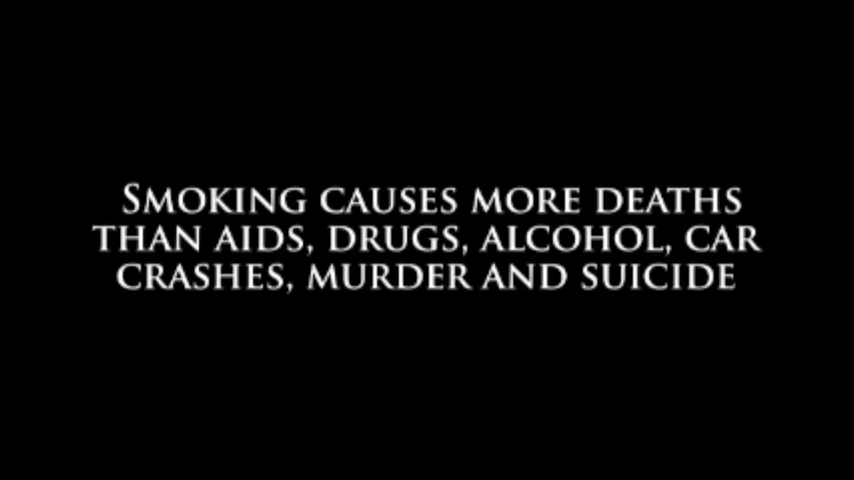 SMOKING CAUSES MORE DEATHS
THAN AIDS, DRUGS, ALCOHOL, CAR
CRASHES, MURDER AND SUICIDE